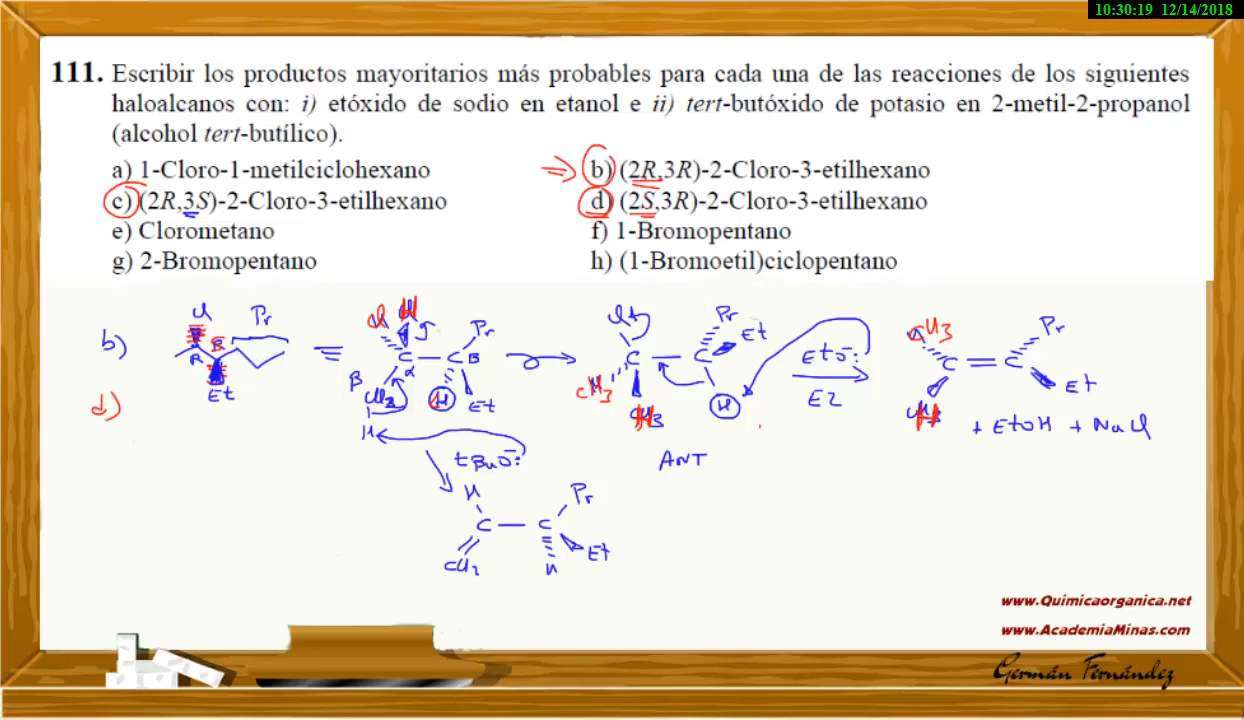 10:30:19 12/14/2018
111. Escribir los productos mayoritarios más probables para cada una de las reacciones de los siguientes
haloalcanos con: i) etóxido de sodio en etanol e ii) tert-butóxido de potasio en 2-metil-2-propanol
(alcohol tert-butílico).
a) 1-Cloro-1-metilciclohexano
b) (2R,3R)-2-Cloro-3-etilhexano
c) (2R,3S)-2-Cloro-3-etilhexano
d) (2S,3R)-2-Cloro-3-etilhexano
e) Clorometano
f) 1-Bromopentano
g) 2-Bromopentano
h) (1-Bromoetil)ciclopentano
b)
Cl Pr
R
Et
d)
Cl H Pr
C — C B
B α
H Et
H
tBuO:⁻
Pr
Et
C — C
CH3
H
H
ANT
EtO:⁻
E2
CH3 Pr
C = C
H Et
+ EtOH + NaCl
H Pr
C — C
CH2 H Et
www.Quimicaorganica.net
www.AcademiaMinas.com
Germán Fernández